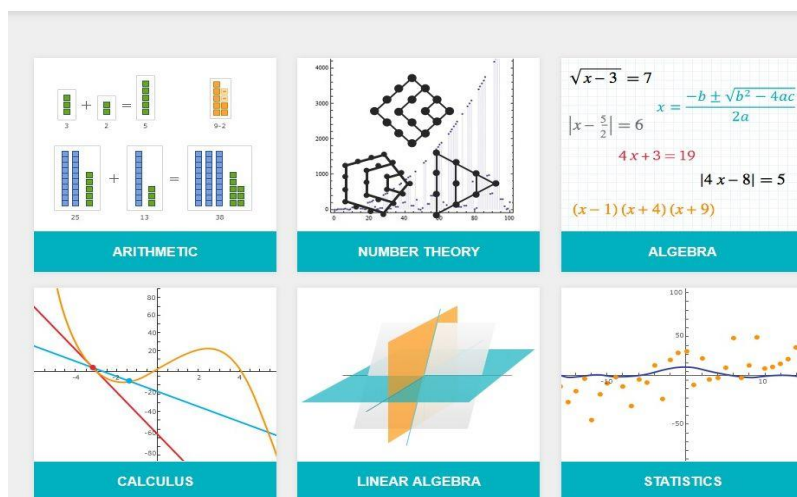 3 + 2 = 5
9-2
25 + 13 = 38
ARITHMETIC
4000
3000
2000
1000
0
0 20 40 60 80 100
NUMBER THEORY
√(x − 3) = 7
x = (−b ± √(b² − 4ac)) / 2a
|x − 5/2| = 6
4 x + 3 = 19
|4 x − 8| = 5
(x − 1) (x + 4) (x + 9)
ALGEBRA
80
60
40
20
-4 -2 2 4
-20
-40
-60
-80
CALCULUS
LINEAR ALGEBRA
100
50
-10 10
-50
STATISTICS